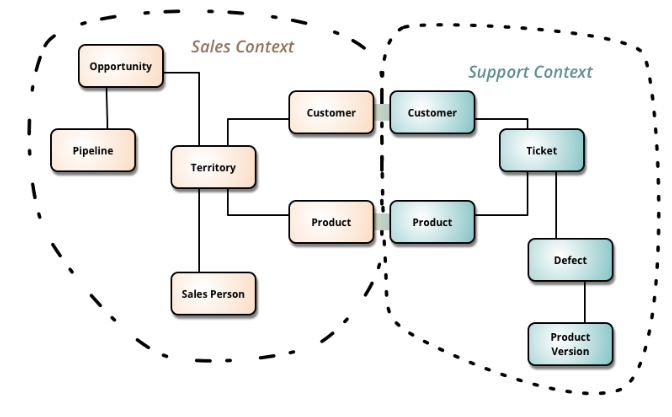 Sales Context
Opportunity
Support Context
Customer
Customer
Pipeline
Ticket
Territory
Product
Product
Defect
Sales Person
Product
Version